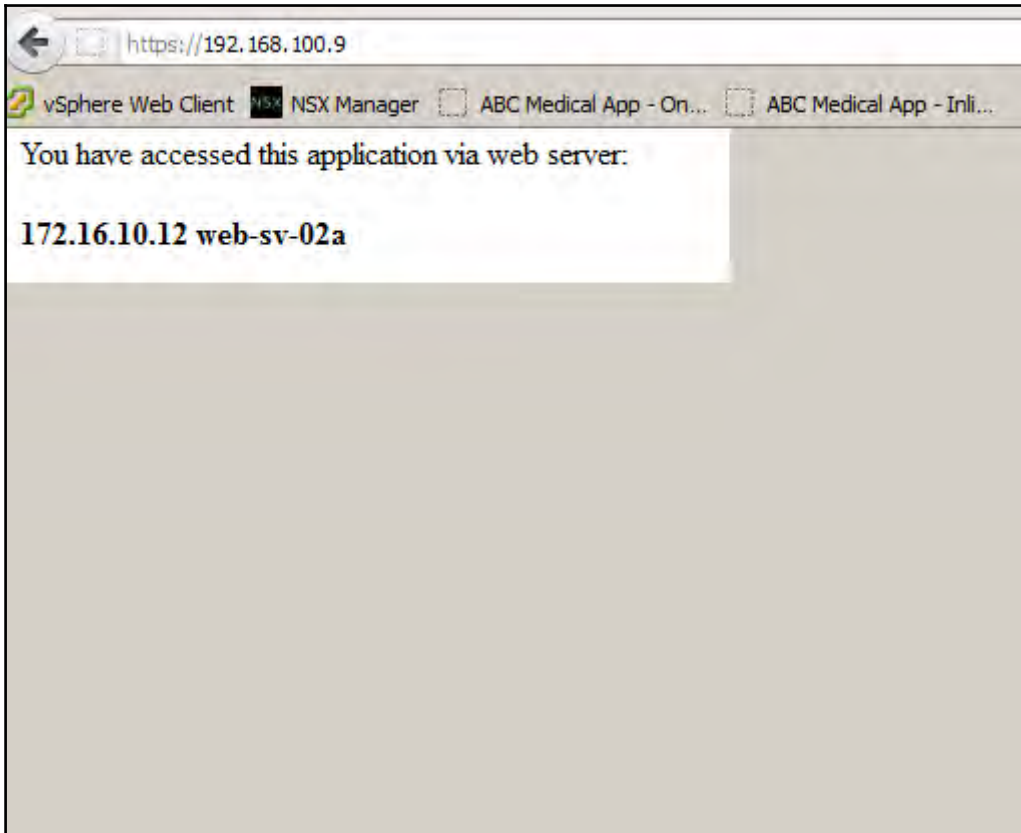 https://192.168.100.9
vSphere Web Client NSX NSX Manager ABC Medical App - On... ABC Medical App - Inli...
You have accessed this application via web server:
172.16.10.12 web-sv-02a